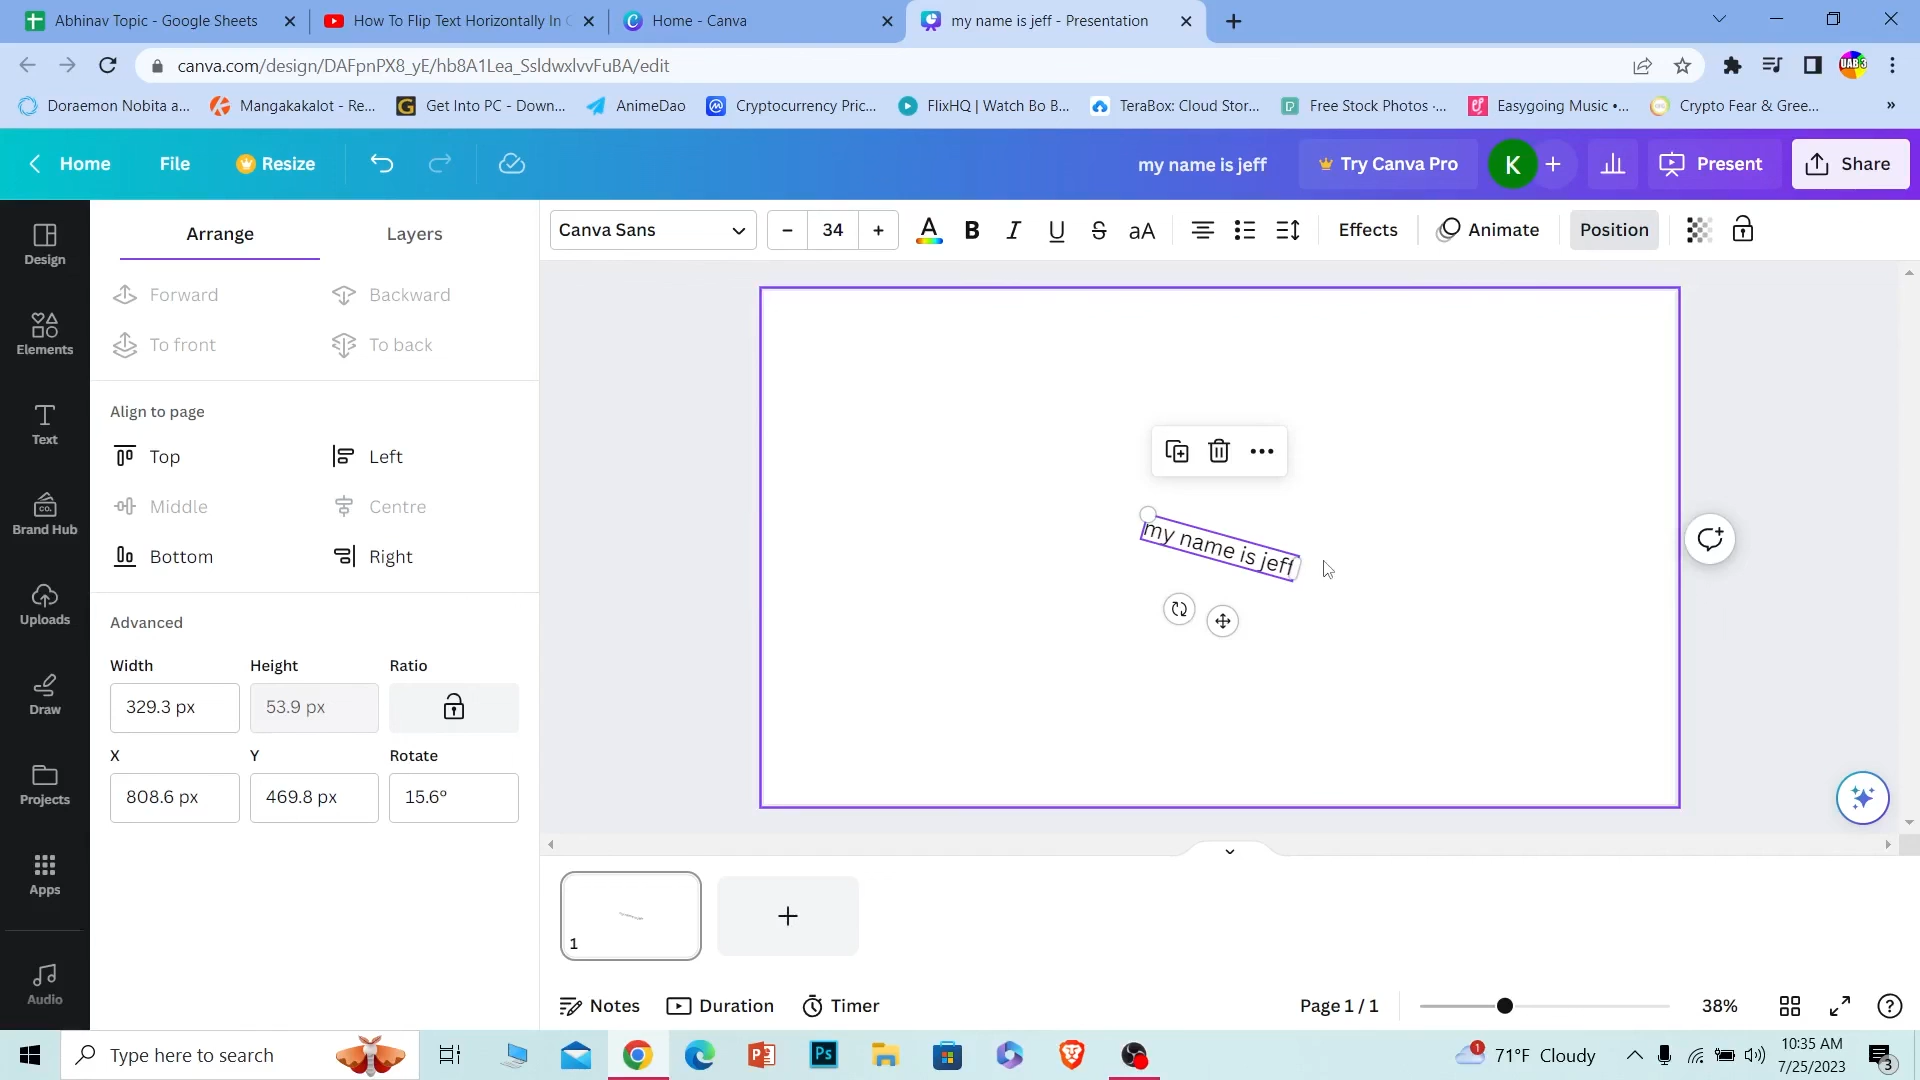 Abhinav Topic - Google Sheets
How To Flip Text Horizontally In C
Home - Canva
my name is jeff - Presentation
canva.com/design/DAFpnPX8_yE/hb8A1Lea_SsldwxlvvFuBA/edit
UAB 3
Doraemon Nobita a...
Mangakakalot - Re...
Get Into PC - Down...
AnimeDao
Cryptocurrency Pric...
FlixHQ | Watch Bo B...
TeraBox: Cloud Stor...
Free Stock Photos ·...
Easygoing Music •...
Crypto Fear & Gree...
»
Home
File
Resize
my name is jeff
Try Canva Pro
K
Present
Share
Design
Elements
Text
CO.
Brand Hub
Uploads
Draw
Projects
Apps
Audio
Arrange
Layers
Forward
Backward
To front
To back
Align to page
Top
Left
Middle
Centre
Bottom
Right
Advanced
Width
Height
Ratio
329.3 px
53.9 px
X
Y
Rotate
808.6 px
469.8 px
15.6°
Canva Sans
– 34 +
A
B
I
U
S
aA
Effects
Animate
Position
my name is jeff
1
Notes
Duration
Timer
Page 1 / 1
38%
Type here to search
Ps
1
71°F Cloudy
10:35 AM
7/25/2023
3